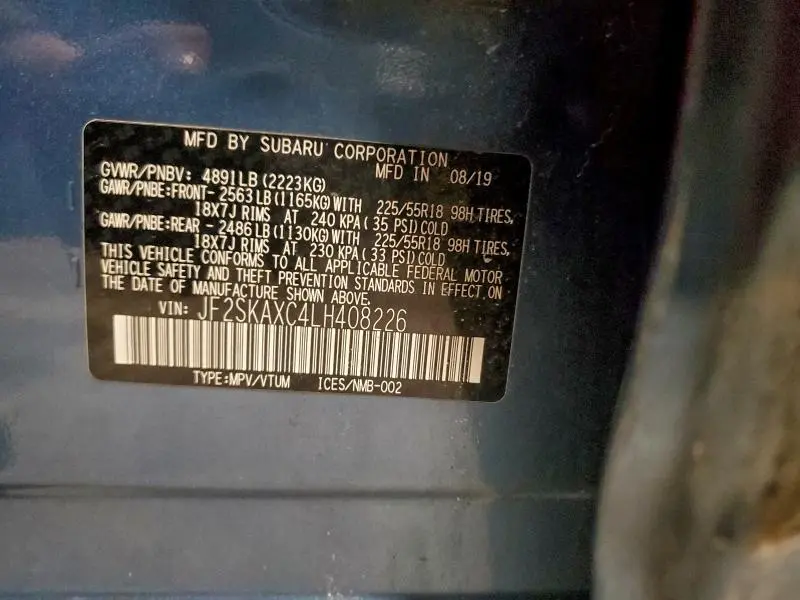 MFD BY SUBARU CORPORATION
MFD IN 08/19
GVWR/PNBV: 4891LB(2223KG)
GAWR/PNBE:FRONT- 2563LB(1165KG)WITH 225/55R18 98H TIRES,
18X7J RIMS AT 240 KPA( 35 PSI)COLD
GAWR/PNBE:REAR - 2486LB(1130KG)WITH 225/55R18 98H TIRES,
18X7J RIMS AT 230 KPA( 33 PSI)COLD
THIS VEHICLE CONFORMS TO ALL APPLICABLE FEDERAL MOTOR
VEHICLE SAFETY AND THEFT PREVENTION STANDARDS IN EFFECT ON
THE DATE OF MANUFACTURE SHOWN ABOVE.
VIN: JF2SKAXC4LH408226
TYPE:MPV/VTUM ICES/NMB-002